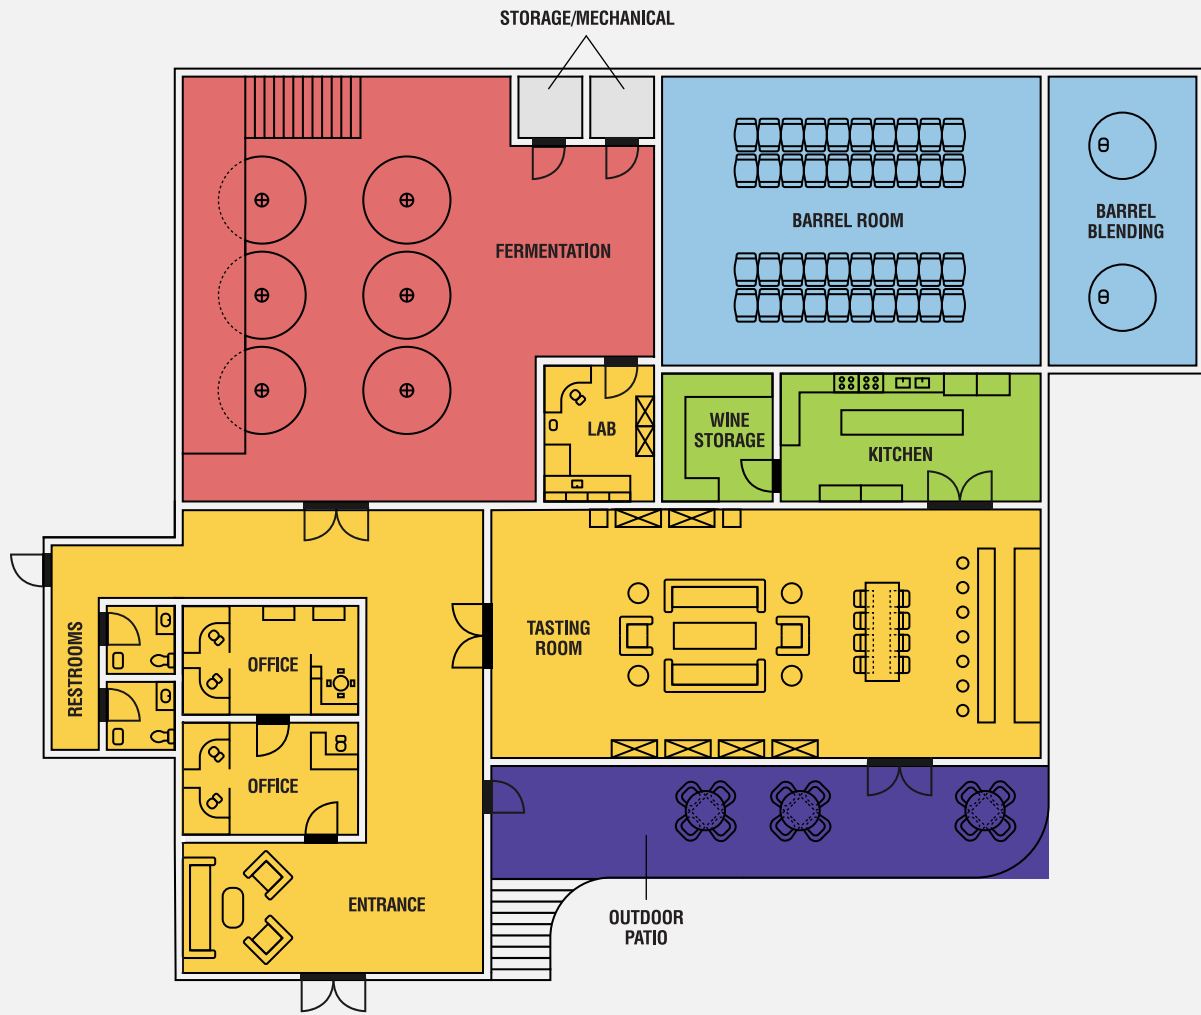 STORAGE/MECHANICAL
FERMENTATION
BARREL ROOM
BARREL
BLENDING
LAB
WINE
STORAGE
KITCHEN
RESTROOMS
OFFICE
TASTING
ROOM
OFFICE
ENTRANCE
OUTDOOR
PATIO